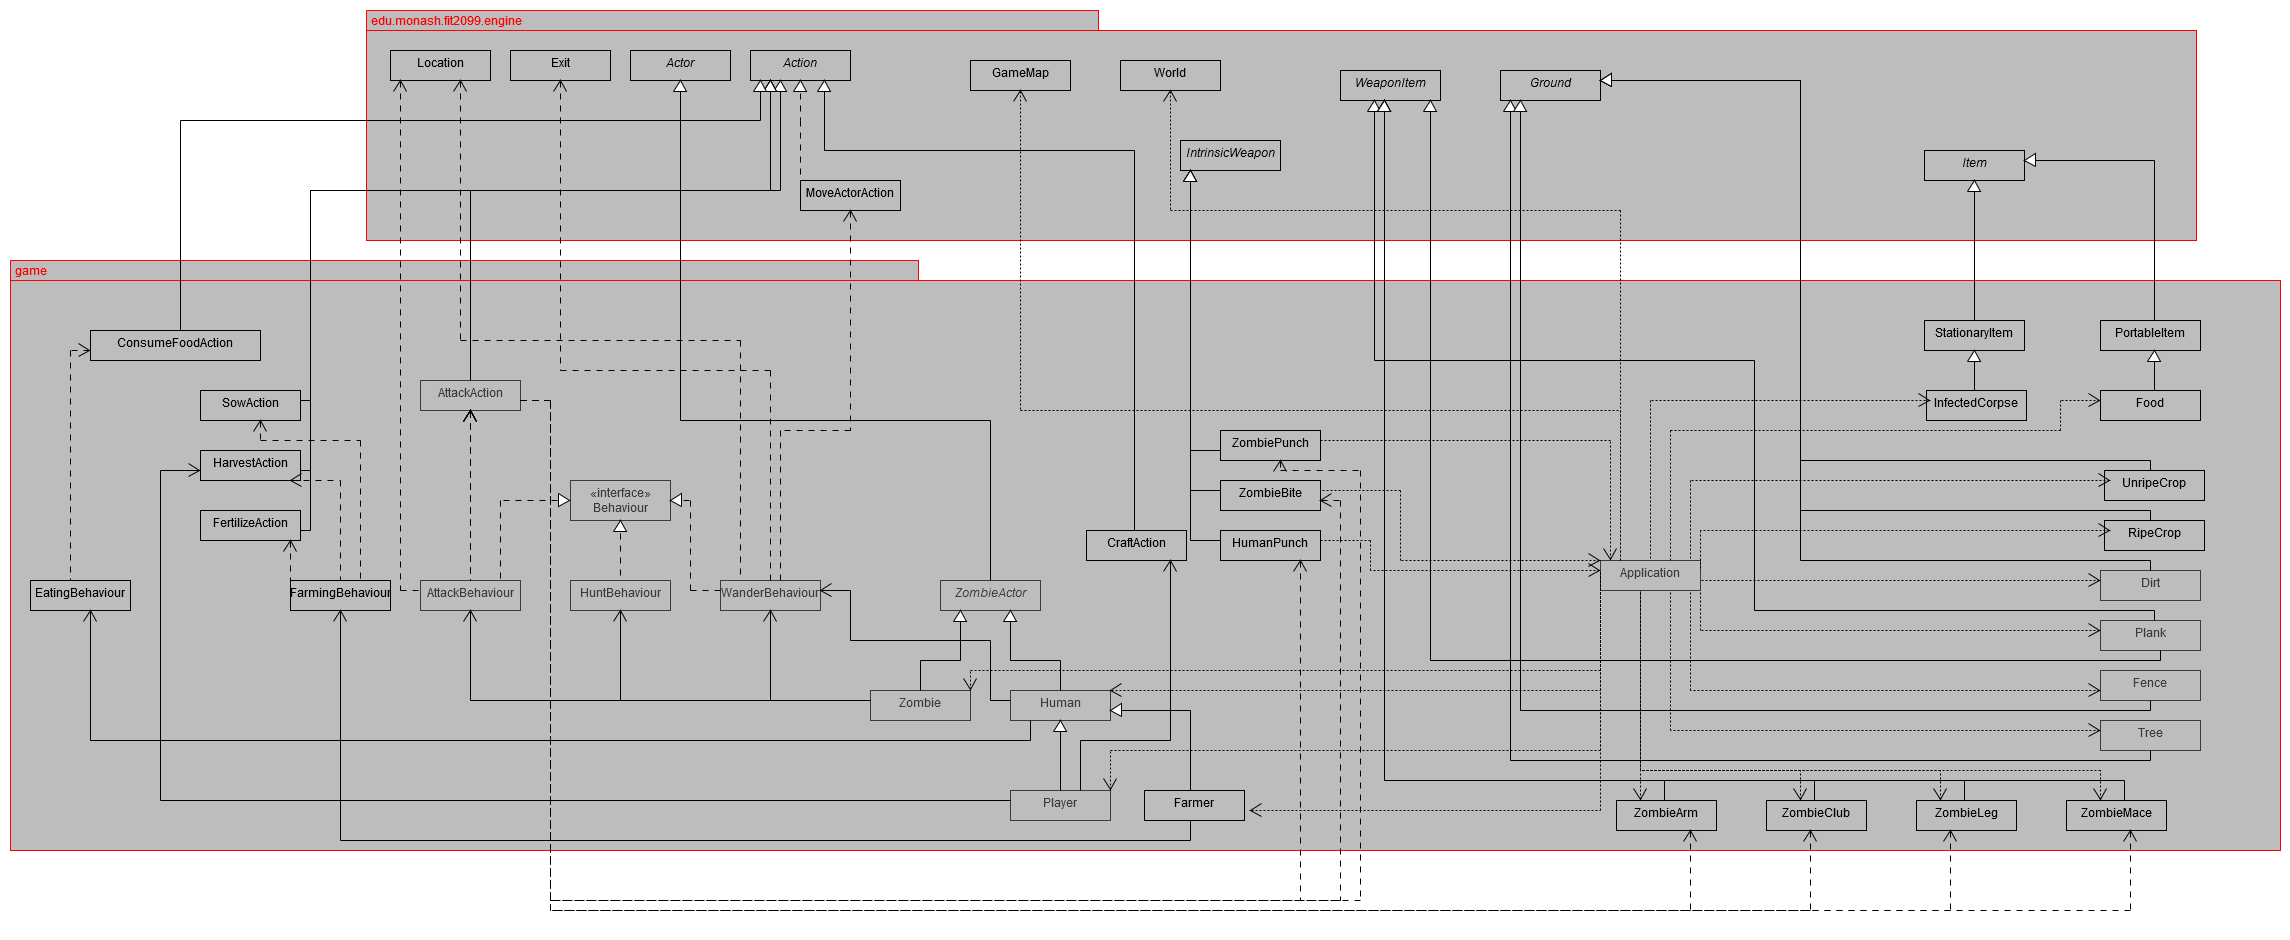 edu.monash.fit2099.engine
Location
Exit
Actor
Action
GameMap
World
WeaponItem
Ground
IntrinsicWeapon
Item
MoveActorAction
game
ConsumeFoodAction
StationaryItem
PortableItem
AttackAction
SowAction
InfectedCorpse
Food
ZombiePunch
HarvestAction
«interface»
Behaviour
ZombieBite
UnripeCrop
FertilizeAction
CraftAction
HumanPunch
RipeCrop
Application
Dirt
EatingBehaviour
FarmingBehaviour
AttackBehaviour
HuntBehaviour
WanderBehaviour
ZombieActor
Plank
Zombie
Human
Fence
Tree
Player
Farmer
ZombieArm
ZombieClub
ZombieLeg
ZombieMace